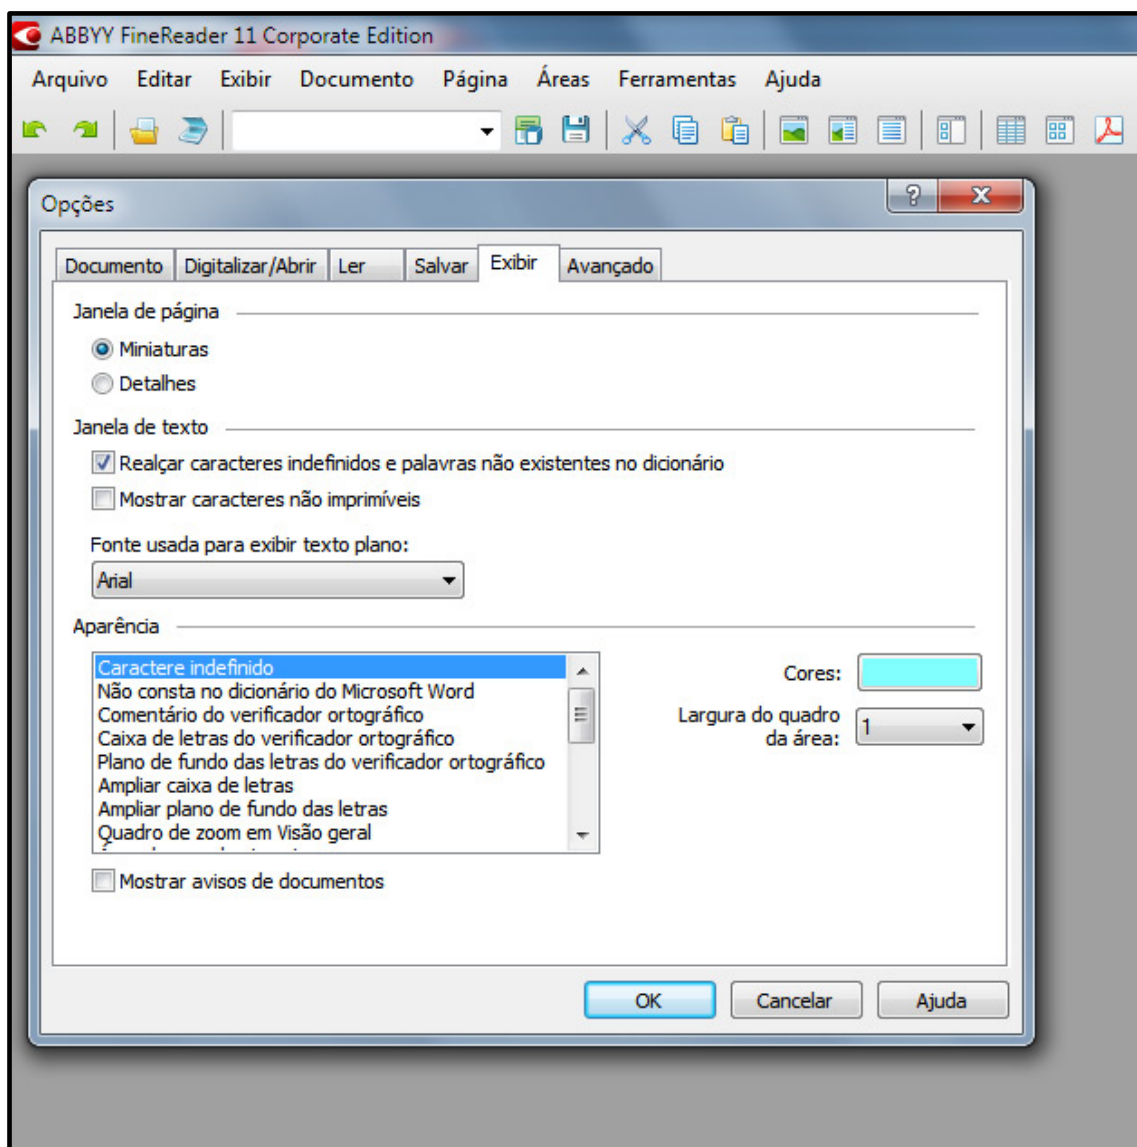 ABBYY FineReader 11 Corporate Edition
Arquivo Editar Exibir Documento Página Áreas Ferramentas Ajuda
Opções
Documento Digitalizar/Abrir Ler Salvar Exibir Avançado
Janela de página
Miniaturas
Detalhes
Janela de texto
Realçar caracteres indefinidos e palavras não existentes no dicionário
Mostrar caracteres não imprimíveis
Fonte usada para exibir texto plano:
Arial
Aparência
Caractere indefinido
Não consta no dicionário do Microsoft Word
Comentário do verificador ortográfico
Caixa de letras do verificador ortográfico
Plano de fundo das letras do verificador ortográfico
Ampliar caixa de letras
Ampliar plano de fundo das letras
Quadro de zoom em Visão geral
Cores:
Largura do quadro
da área:
1
Mostrar avisos de documentos
OK Cancelar Ajuda